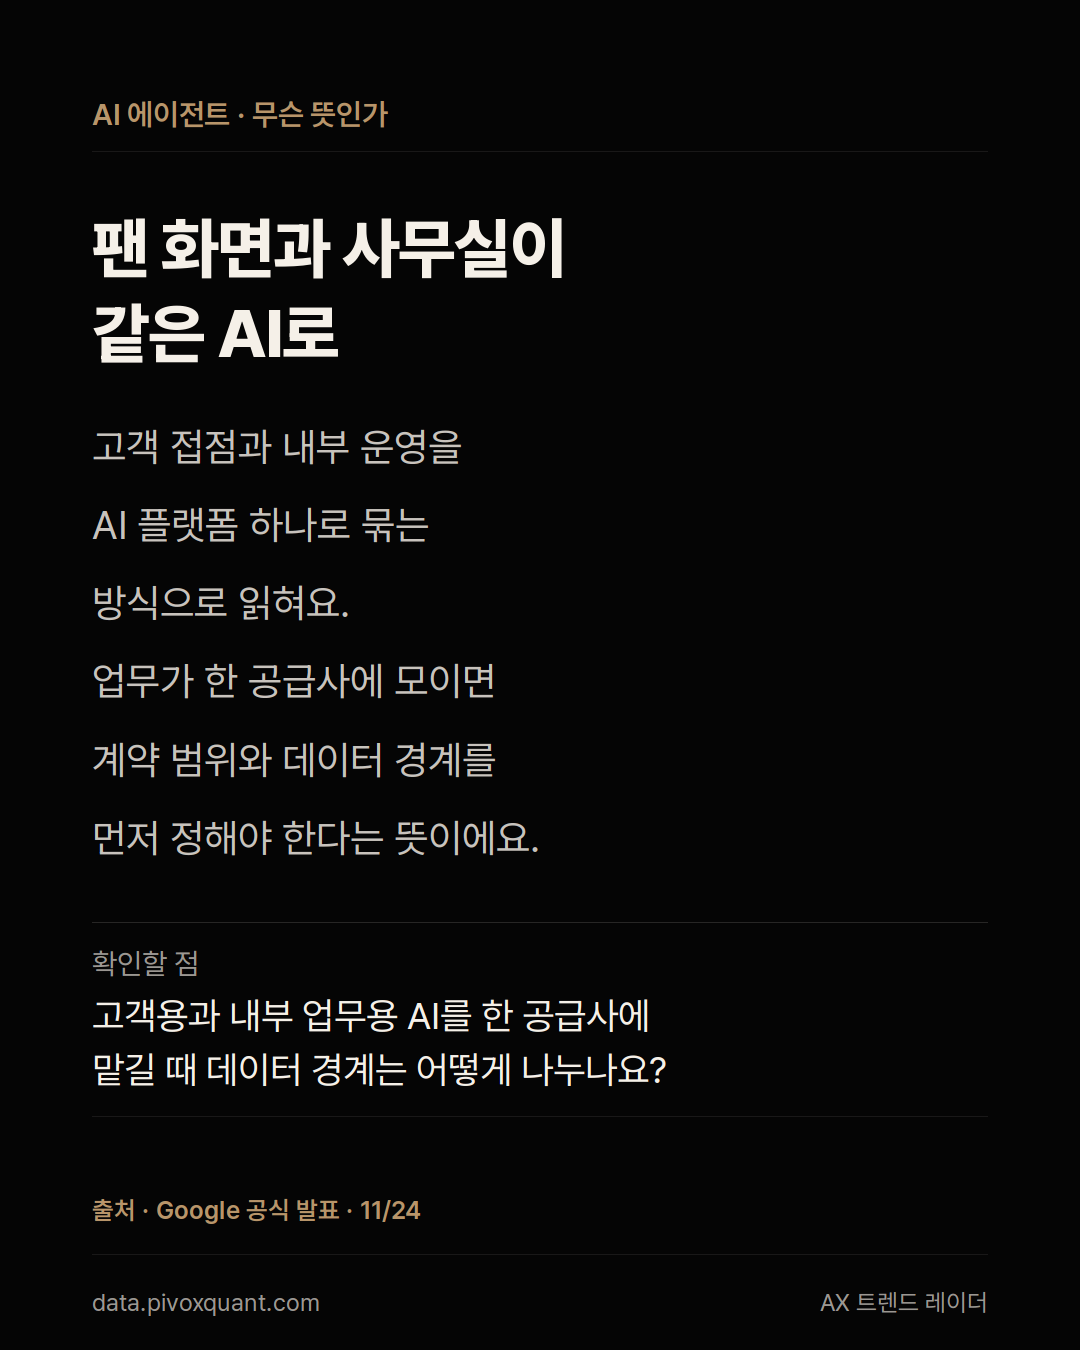 AI 에이전트 · 무슨 뜻인가
팬 화면과 사무실이
같은 AI로
고객 접점과 내부 운영을
AI 플랫폼 하나로 묶는
방식으로 읽혀요.
업무가 한 공급사에 모이면
계약 범위와 데이터 경계를
먼저 정해야 한다는 뜻이에요.
확인할 점
고객용과 내부 업무용 AI를 한 공급사에
맡길 때 데이터 경계는 어떻게 나누나요?
출처 · Google 공식 발표 · 11/24
data.pivoxquant.com
AX 트렌드 레이더